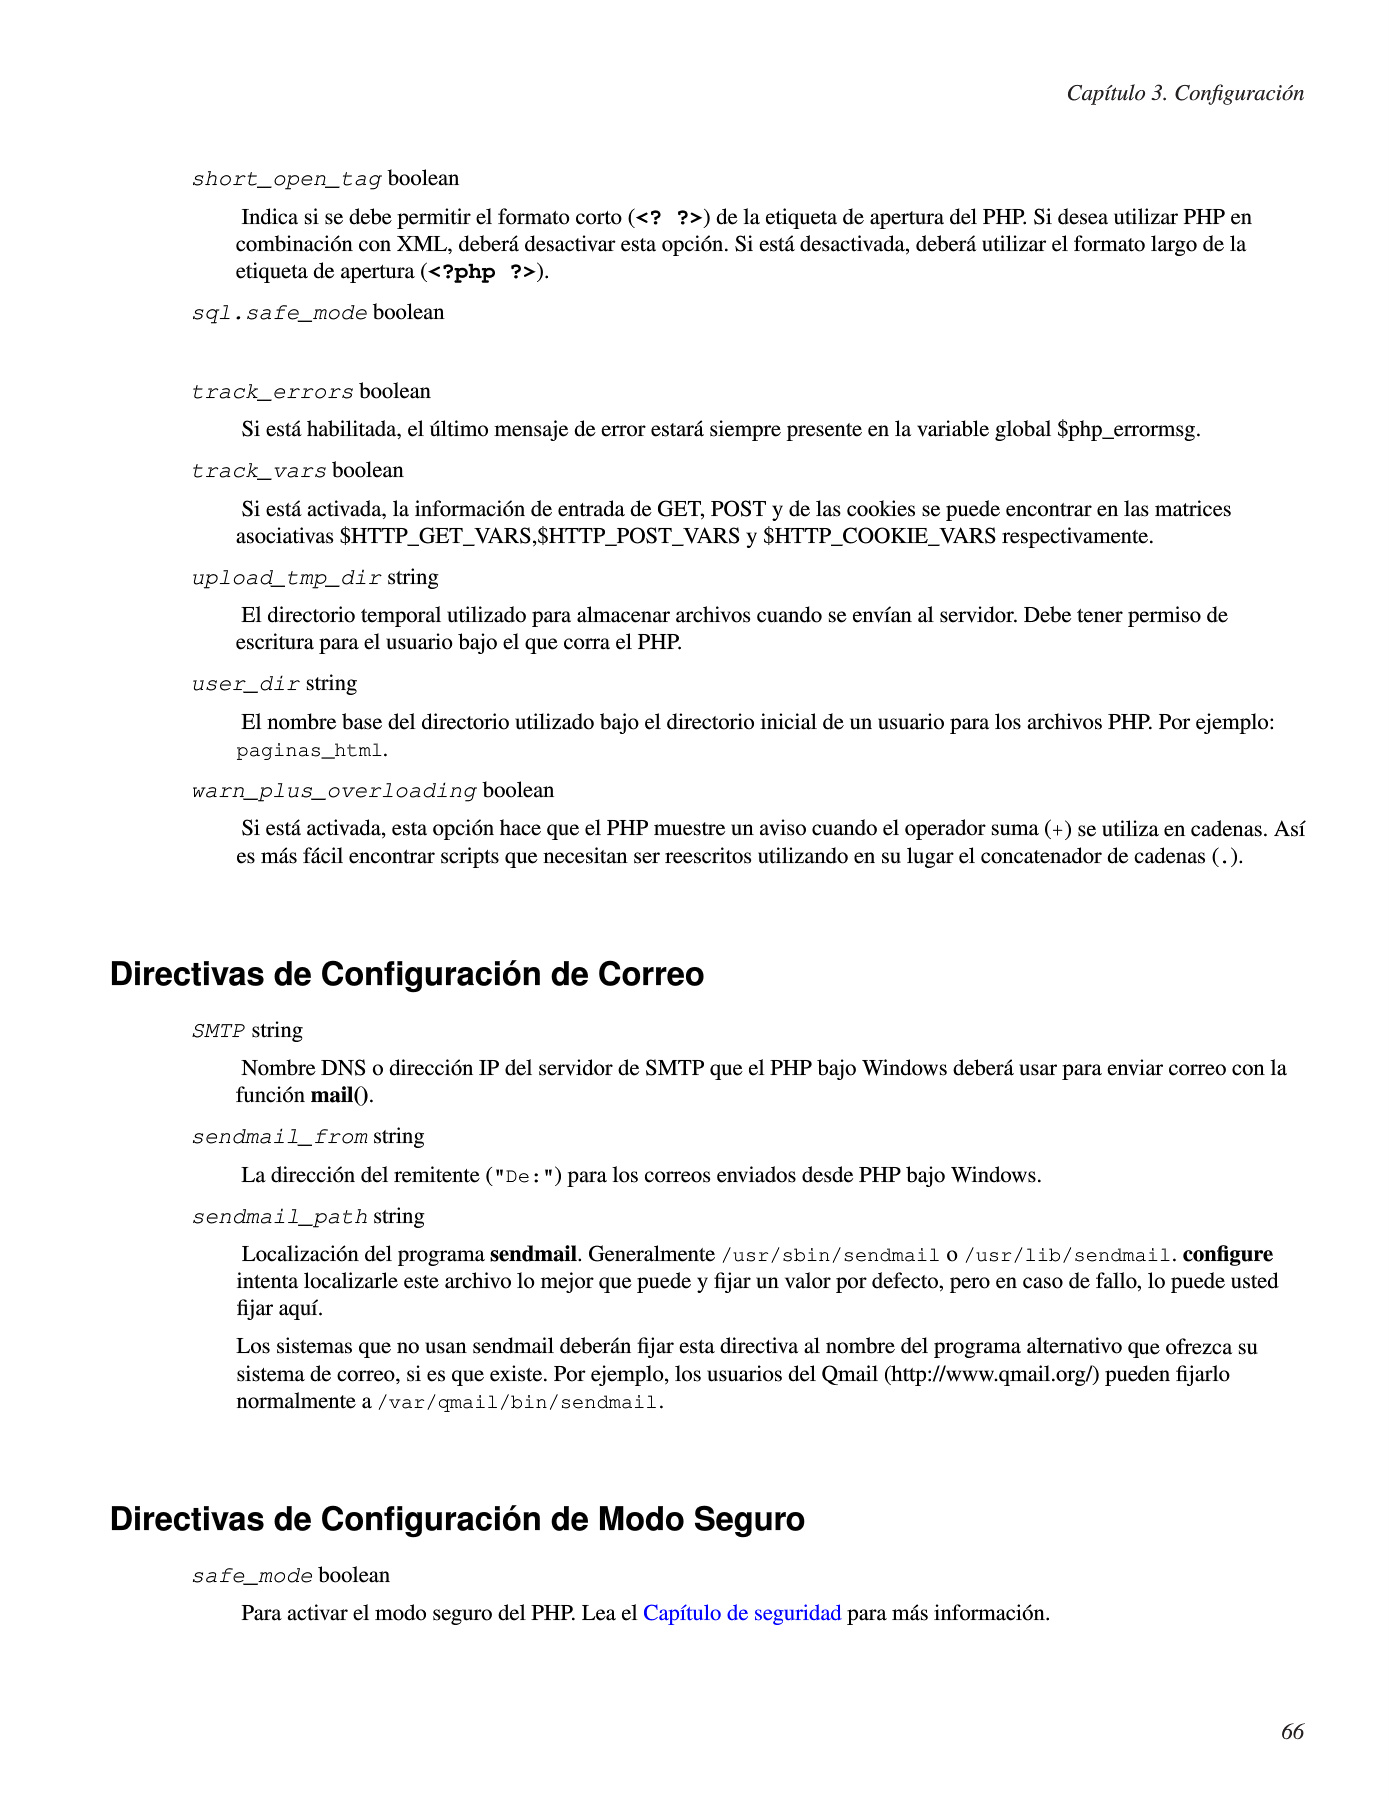 Capítulo 3. Configuración
short_open_tag boolean
Indica si se debe permitir el formato corto (<? ?>) de la etiqueta de apertura del PHP. Si desea utilizar PHP en
combinación con XML, deberá desactivar esta opción. Si está desactivada, deberá utilizar el formato largo de la
etiqueta de apertura (<?php ?>).
sql.safe_mode boolean
track_errors boolean
Si está habilitada, el último mensaje de error estará siempre presente en la variable global $php_errormsg.
track_vars boolean
Si está activada, la información de entrada de GET, POST y de las cookies se puede encontrar en las matrices
asociativas $HTTP_GET_VARS,$HTTP_POST_VARS y $HTTP_COOKIE_VARS respectivamente.
upload_tmp_dir string
El directorio temporal utilizado para almacenar archivos cuando se envían al servidor. Debe tener permiso de
escritura para el usuario bajo el que corra el PHP.
user_dir string
El nombre base del directorio utilizado bajo el directorio inicial de un usuario para los archivos PHP. Por ejemplo:
paginas_html.
warn_plus_overloading boolean
Si está activada, esta opción hace que el PHP muestre un aviso cuando el operador suma (+) se utiliza en cadenas. Así
es más fácil encontrar scripts que necesitan ser reescritos utilizando en su lugar el concatenador de cadenas (.).
Directivas de Configuración de Correo
SMTP string
Nombre DNS o dirección IP del servidor de SMTP que el PHP bajo Windows deberá usar para enviar correo con la
función mail().
sendmail_from string
La dirección del remitente ("De:") para los correos enviados desde PHP bajo Windows.
sendmail_path string
Localización del programa sendmail. Generalmente /usr/sbin/sendmail o /usr/lib/sendmail. configure
intenta localizarle este archivo lo mejor que puede y fijar un valor por defecto, pero en caso de fallo, lo puede usted
fijar aquí.
Los sistemas que no usan sendmail deberán fijar esta directiva al nombre del programa alternativo que ofrezca su
sistema de correo, si es que existe. Por ejemplo, los usuarios del Qmail (http://www.qmail.org/) pueden fijarlo
normalmente a /var/qmail/bin/sendmail.
Directivas de Configuración de Modo Seguro
safe_mode boolean
Para activar el modo seguro del PHP. Lea el Capítulo de seguridad para más información.
66